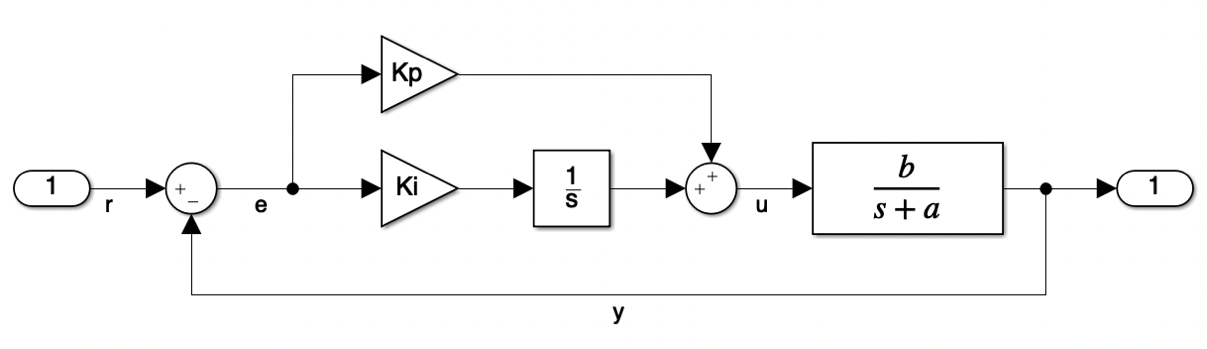 Kp
1
r
+
−
e
Ki
1
s
+
+
u
b
s + a
1
y